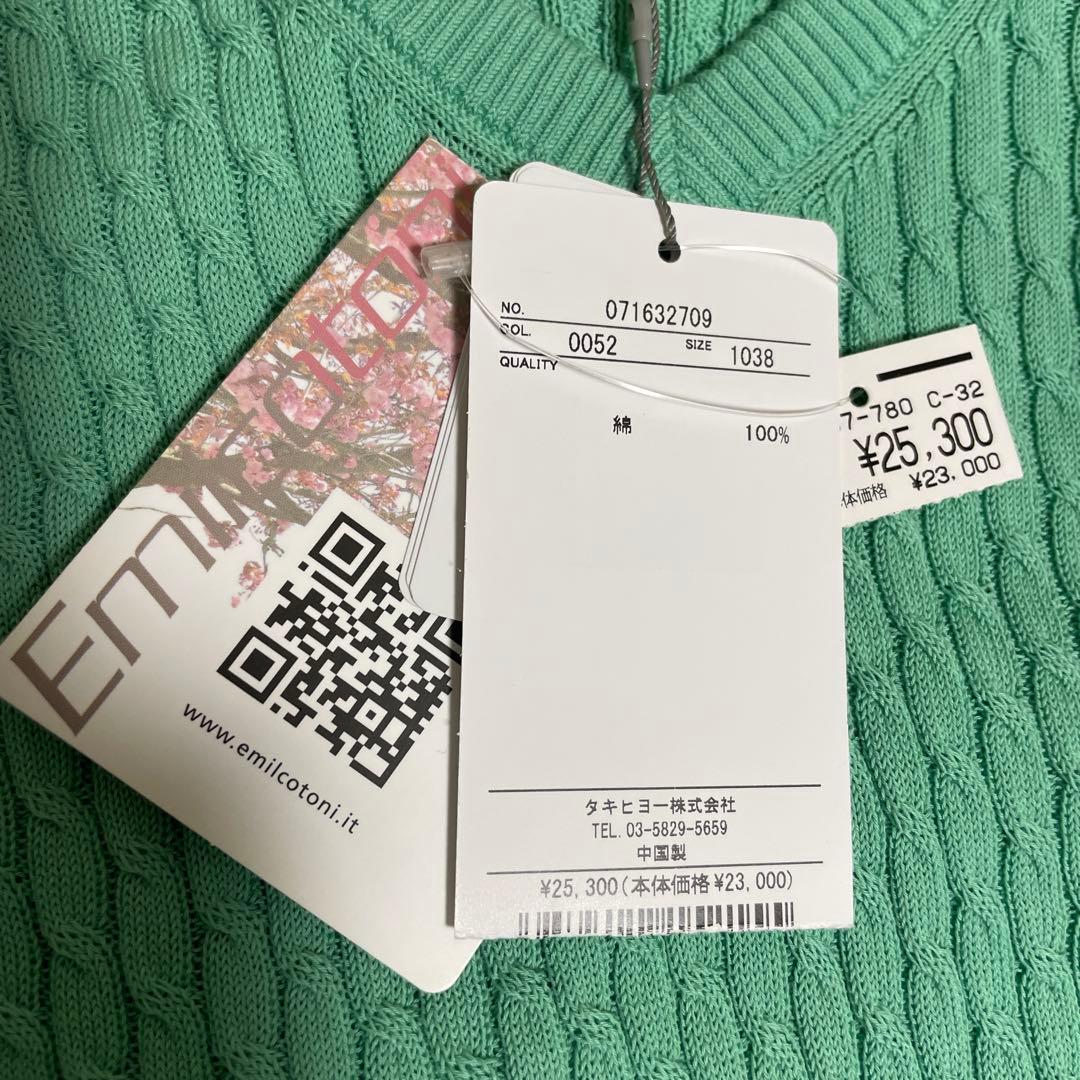 Emilcotoni
www.emilcotoni.it
NO. 071632709
COL. 0052 SIZE 1038
QUALITY
綿 100%
タキヒヨー株式会社
TEL. 03-5829-5659
中国製
¥25,300(本体価格¥23,000)
7-780 C-32
¥25,300
体価格 ¥23,000